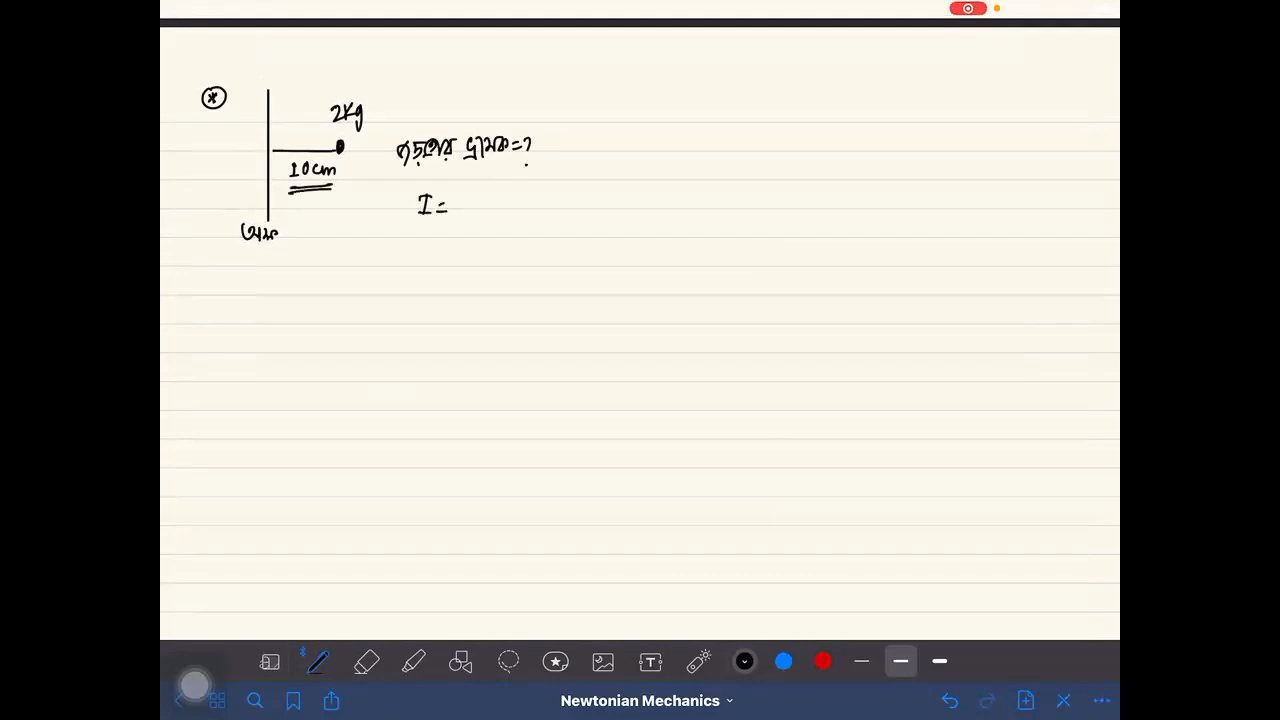 2Kg
10cm
অক্ষ
জড়তার ভ্রামক=?
I=
Newtonian Mechanics